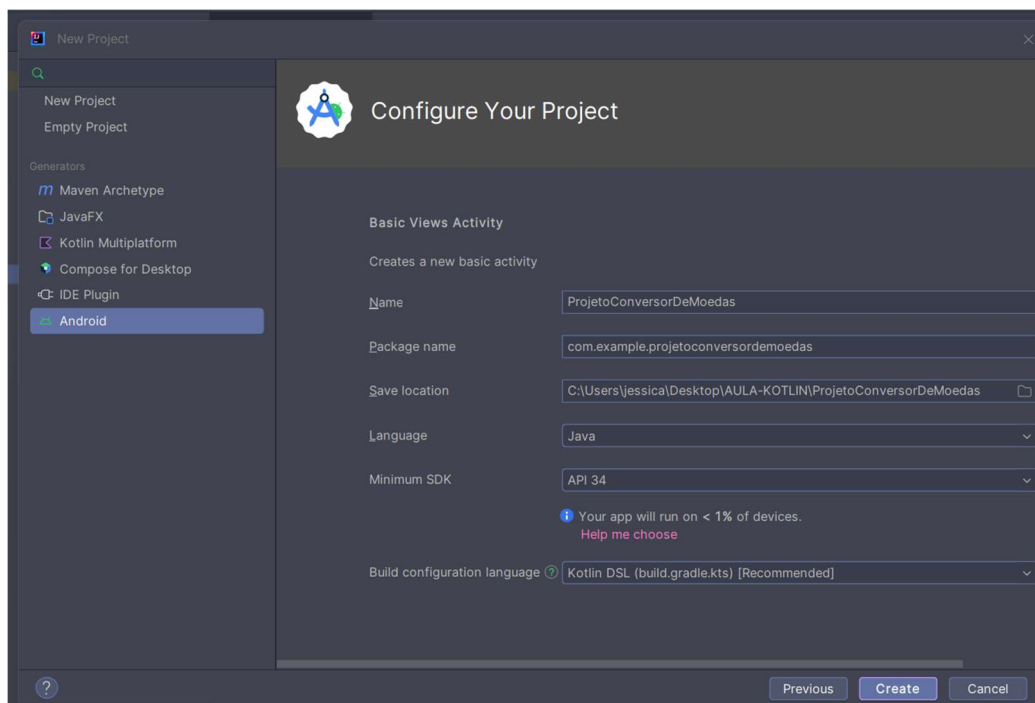 New Project
New Project
Empty Project
Generators
Maven Archetype
JavaFX
Kotlin Multiplatform
Compose for Desktop
IDE Plugin
Android
Configure Your Project
Basic Views Activity
Creates a new basic activity
Name ProjetoConversorDeMoedas
Package name com.example.projetoconversordemoedas
Save location C:\Users\jessica\Desktop\AULA-KOTLIN\ProjetoConversorDeMoedas
Language Java
Minimum SDK API 34
Your app will run on < 1% of devices.
Help me choose
Build configuration language ? Kotlin DSL (build.gradle.kts) [Recommended]
? Previous Create Cancel